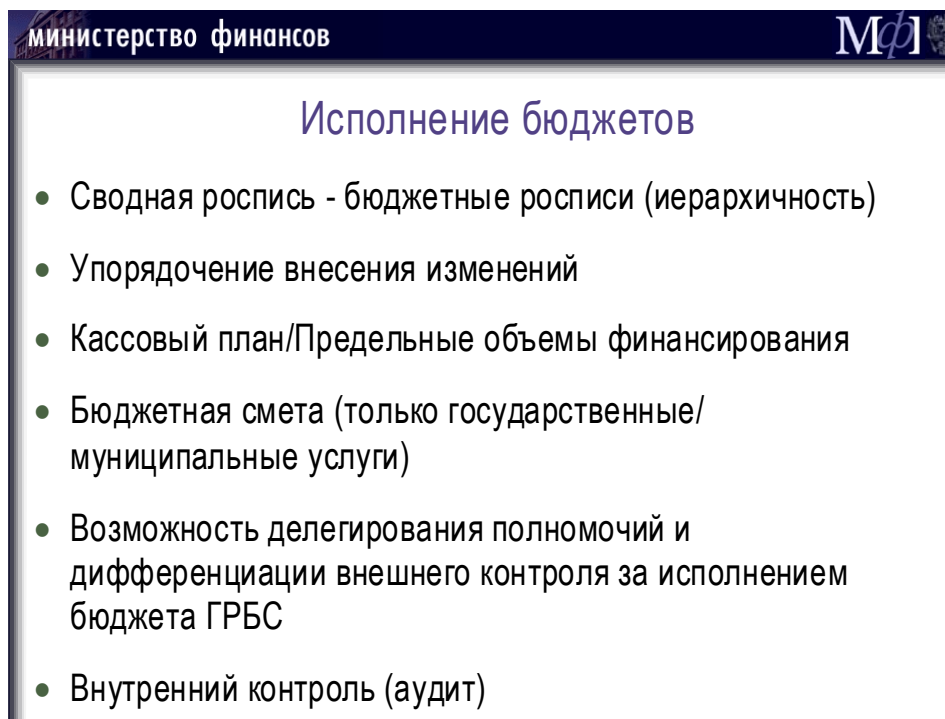 министерство финансов
Мф
Исполнение бюджетов
• Сводная роспись - бюджетные росписи (иерархичность)
• Упорядочение внесения изменений
• Кассовый план/Предельные объемы финансирования
• Бюджетная смета (только государственные/
муниципальные услуги)
• Возможность делегирования полномочий и
дифференциации внешнего контроля за исполнением
бюджета ГРБС
• Внутренний контроль (аудит)